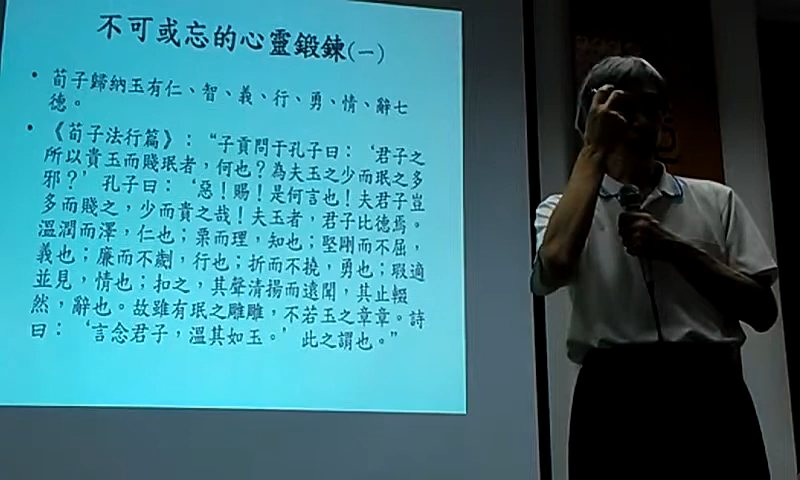 不可或忘的心靈鍛鍊(一)
• 荀子歸納玉有仁、智、義、行、勇、情、辭七
德。
• 《荀子法行篇》：“子貢問于孔子曰：‘君子之
所以貴玉而賤珉者，何也？為夫玉之少而珉之多
邪？’ 孔子曰：‘惡！賜！是何言也！夫君子豈
多而賤之，少而貴之哉！夫玉者，君子比德焉。
溫潤而澤，仁也；栗而理，知也；堅剛而不屈，
義也；廉而不劌，行也；折而不撓，勇也；瑕適
並見，情也；扣之，其聲清揚而遠聞，其止輟
然，辭也。故雖有珉之雕雕，不若玉之章章。詩
曰：‘言念君子，溫其如玉。’此之謂也。”